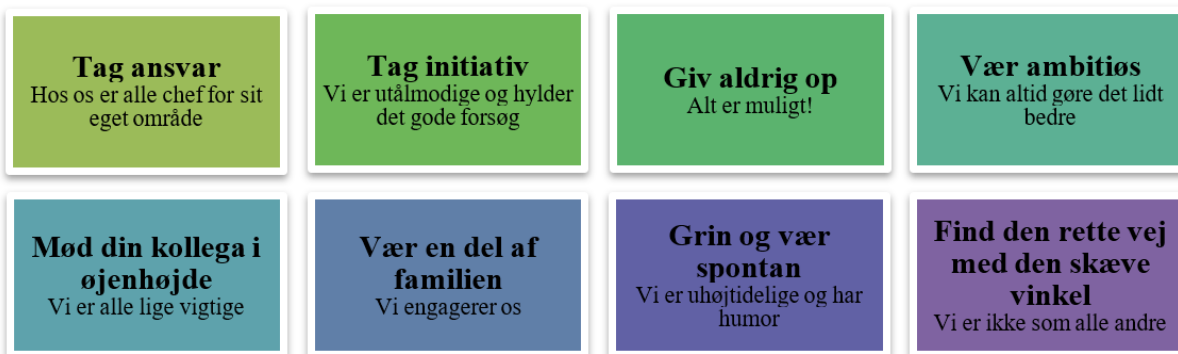 Tag ansvar
Hos os er alle chef for sit
eget område
Tag initiativ
Vi er utålmodige og hylder
det gode forsøg
Giv aldrig op
Alt er muligt!
Vær ambitiøs
Vi kan altid gøre det lidt
bedre
Mød din kollega i
øjenhøjde
Vi er alle lige vigtige
Vær en del af
familien
Vi engagerer os
Grin og vær
spontan
Vi er uhøjtidelige og har
humor
Find den rette vej
med den skæve
vinkel
Vi er ikke som alle andre